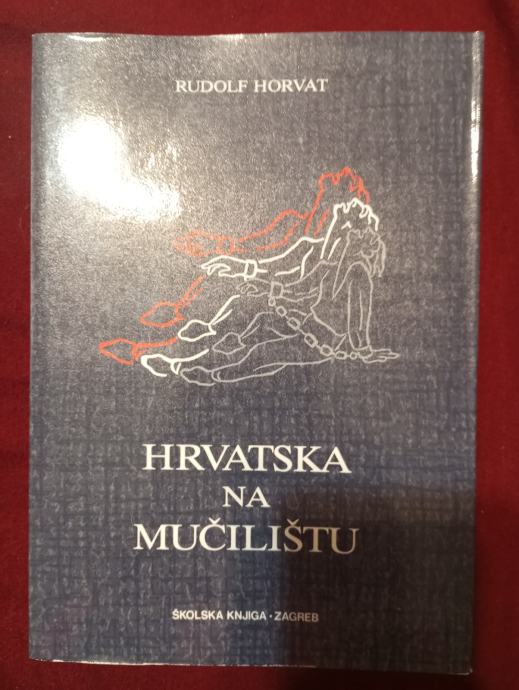 RUDOLF HORVAT
HRVATSKA
NA
MUČILIŠTU
ŠKOLSKA KNJIGA · ZAGREB